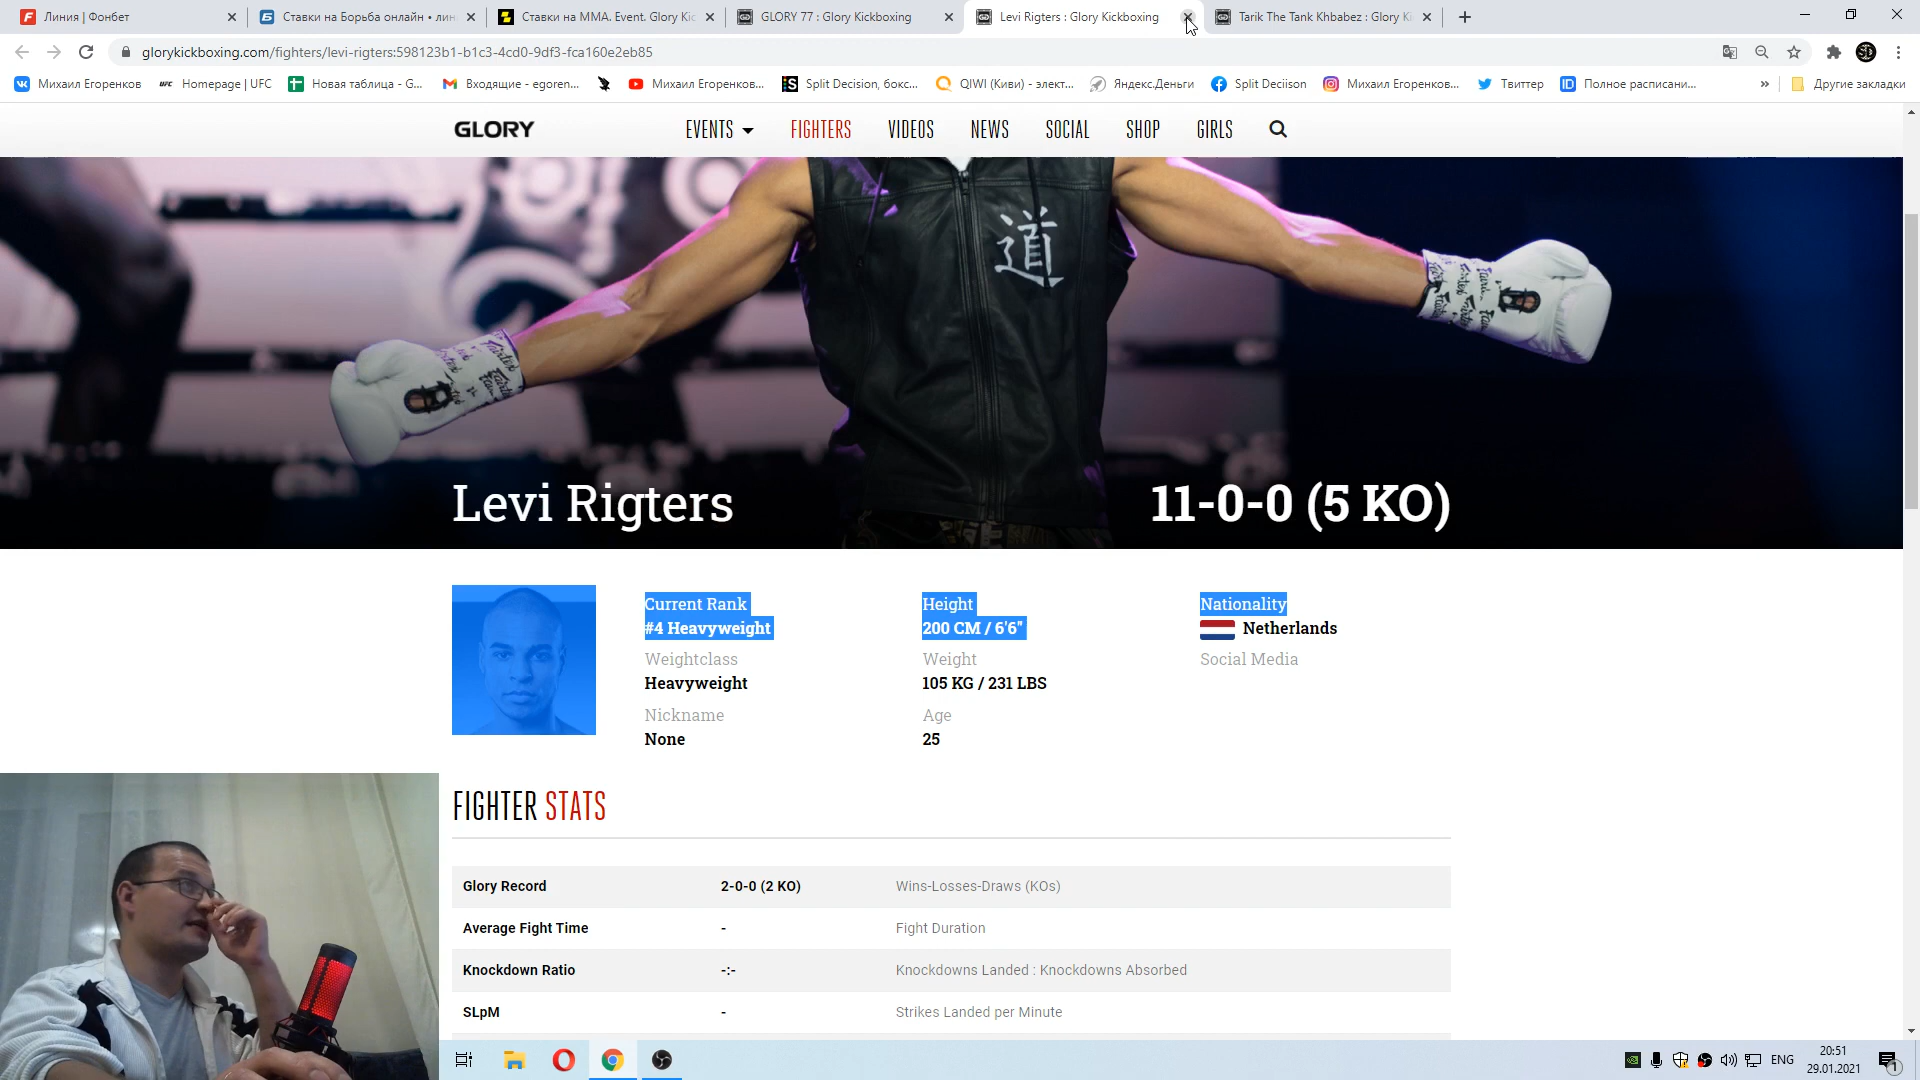 Линия | Фонбет
Ставки на Борьба онлайн • лин
Ставки на ММА. Event. Glory Kic
GLORY 77 : Glory Kickboxing
Levi Rigters : Glory Kickboxing
Tarik The Tank Khbabez : Glory Ki
glorykickboxing.com/fighters/levi-rigters:598123b1-b1c3-4cd0-9df3-fca160e2eb85
Михаил Егоренков
Homepage | UFC
Новая таблица - G...
Входящие - egoren...
Михаил Егоренков...
Split Decision, бокс...
QIWI (Киви) - элект...
Яндекс.Деньги
Split Deciison
Михаил Егоренков...
Твиттер
Полное расписани...
»
Другие закладки
GLORY
EVENTS
FIGHTERS
VIDEOS
NEWS
SOCIAL
SHOP
GIRLS
道
Levi Rigters
11-0-0 (5 KO)
Current Rank
#4 Heavyweight
Height
200 CM / 6'6"
Nationality
Netherlands
Weightclass
Heavyweight
Weight
105 KG / 231 LBS
Social Media
Nickname
None
Age
25
FIGHTER STATS
Glory Record 2-0-0 (2 KO) Wins-Losses-Draws (KOs)
Average Fight Time - Fight Duration
Knockdown Ratio -:- Knockdowns Landed : Knockdowns Absorbed
SLpM - Strikes Landed per Minute
ENG
20:51
29.01.2021
1